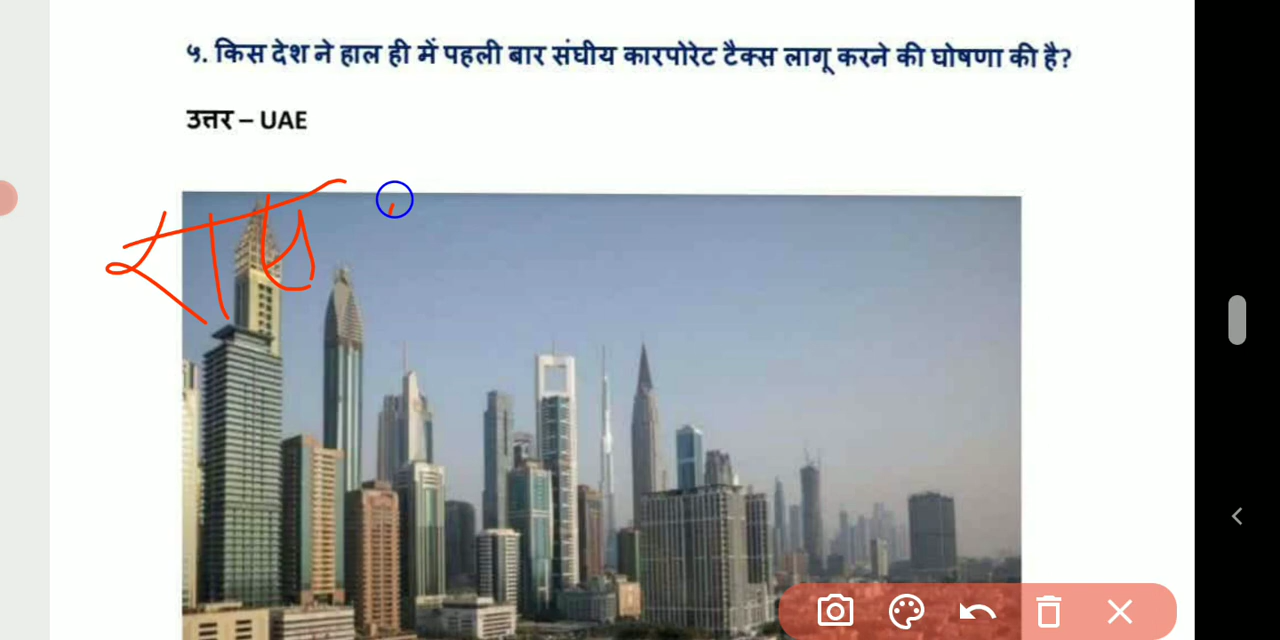 ५. किस देश ने हाल ही में पहली बार संघीय कारपोरेट टैक्स लागू करने की घोषणा की है?
उत्तर – UAE